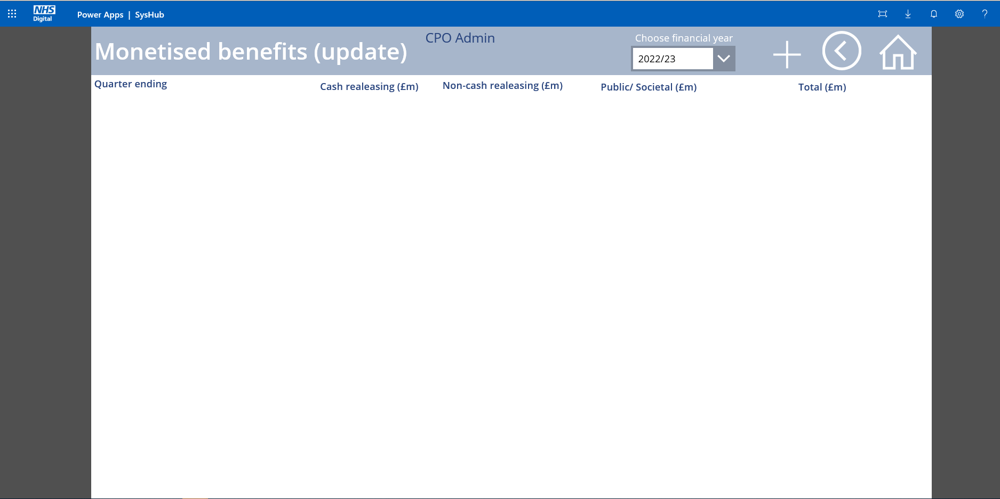 NHS
Digital
Power Apps | SysHub
Monetised benefits (update)
CPO Admin
Choose financial year
2022/23
Quarter ending
Cash realeasing (£m)
Non-cash realeasing (£m)
Public/ Societal (£m)
Total (£m)